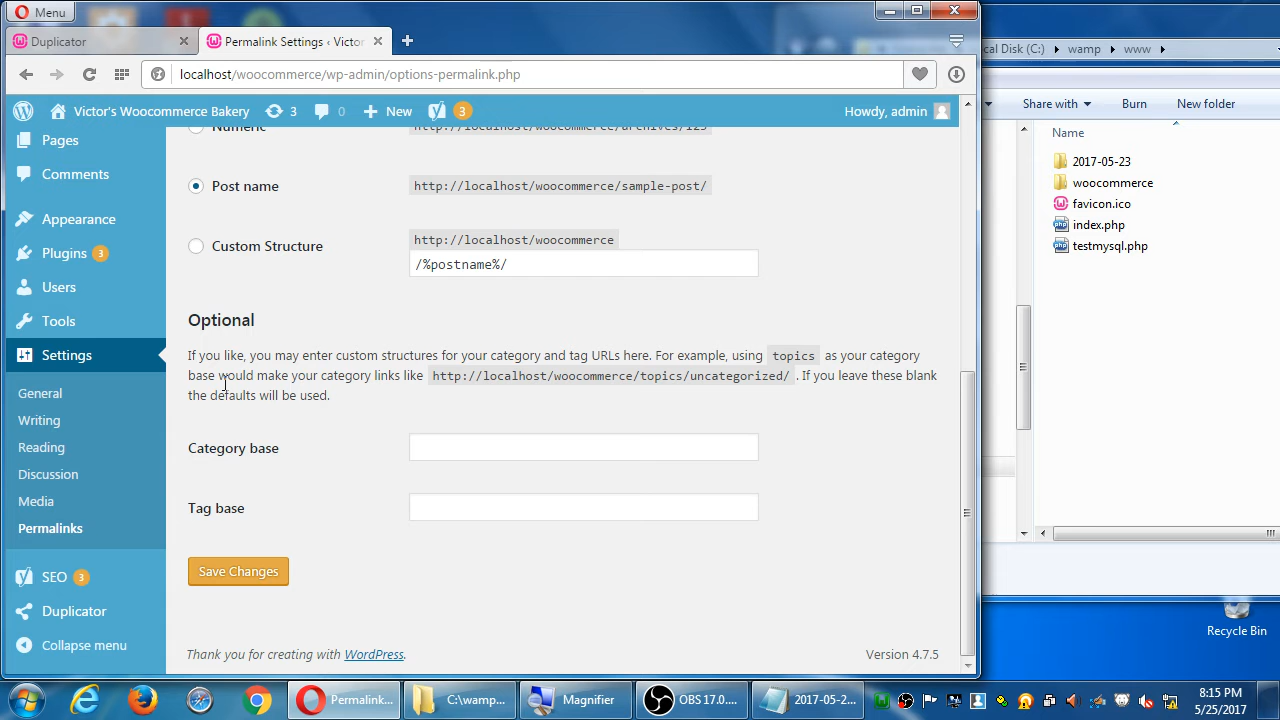 Menu
Duplicator
Permalink Settings ‹ Victor
localhost/woocommerce/wp-admin/options-permalink.php
Victor's Woocommerce Bakery
3
0
New
3
Howdy, admin
Pages
Comments
Appearance
Plugins 3
Users
Tools
Settings
General
Writing
Reading
Discussion
Media
Permalinks
SEO 3
Duplicator
Collapse menu
Numeric
http://localhost/woocommerce/archives/123
Post name
http://localhost/woocommerce/sample-post/
Custom Structure
http://localhost/woocommerce
/%postname%/
Optional
If you like, you may enter custom structures for your category and tag URLs here. For example, using topics as your category
base would make your category links like http://localhost/woocommerce/topics/uncategorized/ . If you leave these blank
the defaults will be used.
Category base
Tag base
Save Changes
Thank you for creating with WordPress.
Version 4.7.5
cal Disk (C:) ▸ wamp ▸ www ▸
Share with
Burn
New folder
Name
2017-05-23
woocommerce
favicon.ico
index.php
testmysql.php
Recycle Bin
Permalink...
C:\wamp...
Magnifier
OBS 17.0....
2017-05-2...
8:15 PM
5/25/2017